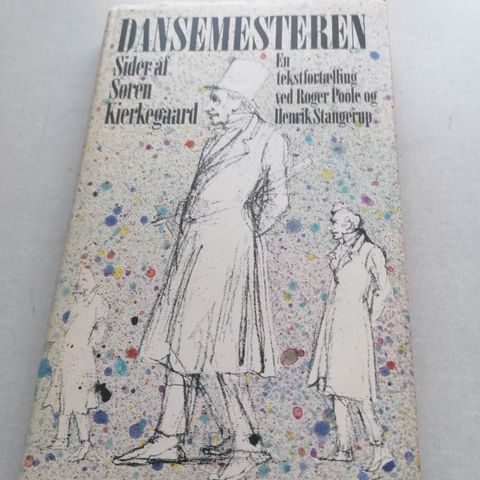 DANSEMESTEREN
Sider af
Søren
Kierkegaard
En
tekstfortælling
ved Roger Poole og
Henrik Stangerup